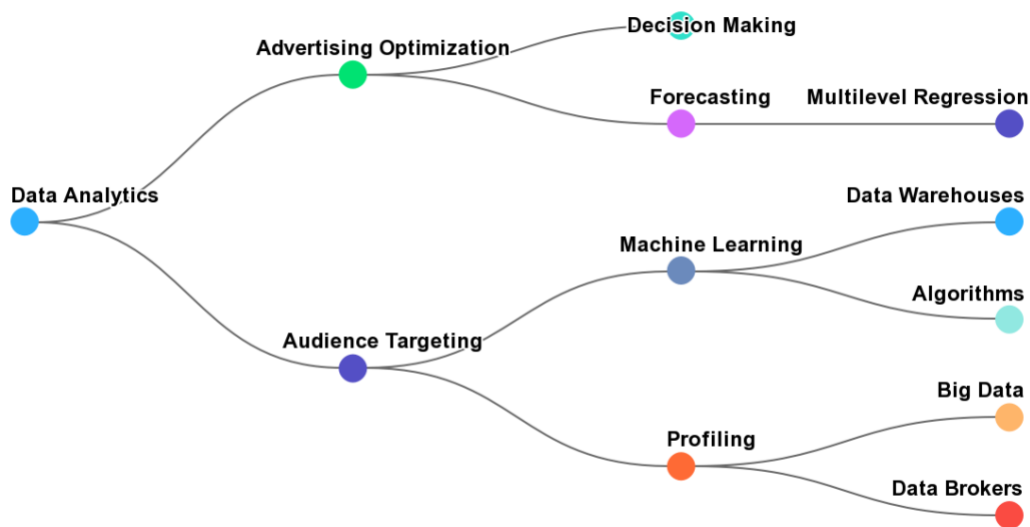 Decision Making
Advertising Optimization
Forecasting
Multilevel Regression
Data Analytics
Data Warehouses
Machine Learning
Algorithms
Audience Targeting
Big Data
Profiling
Data Brokers